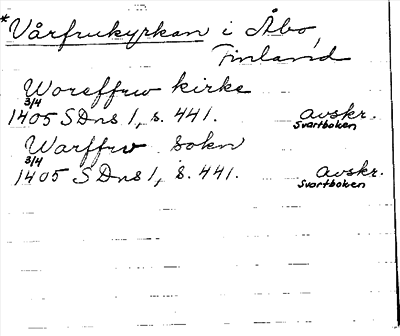 *Vårfrukyrkan i Åbo,
Finland
Woreffrw kirke
3/4
1405 SDns 1, s. 441. avskr.
Svartboken
Warffrw sokn
3/4
1405 SDns 1, s. 441. avskr.
Svartboken